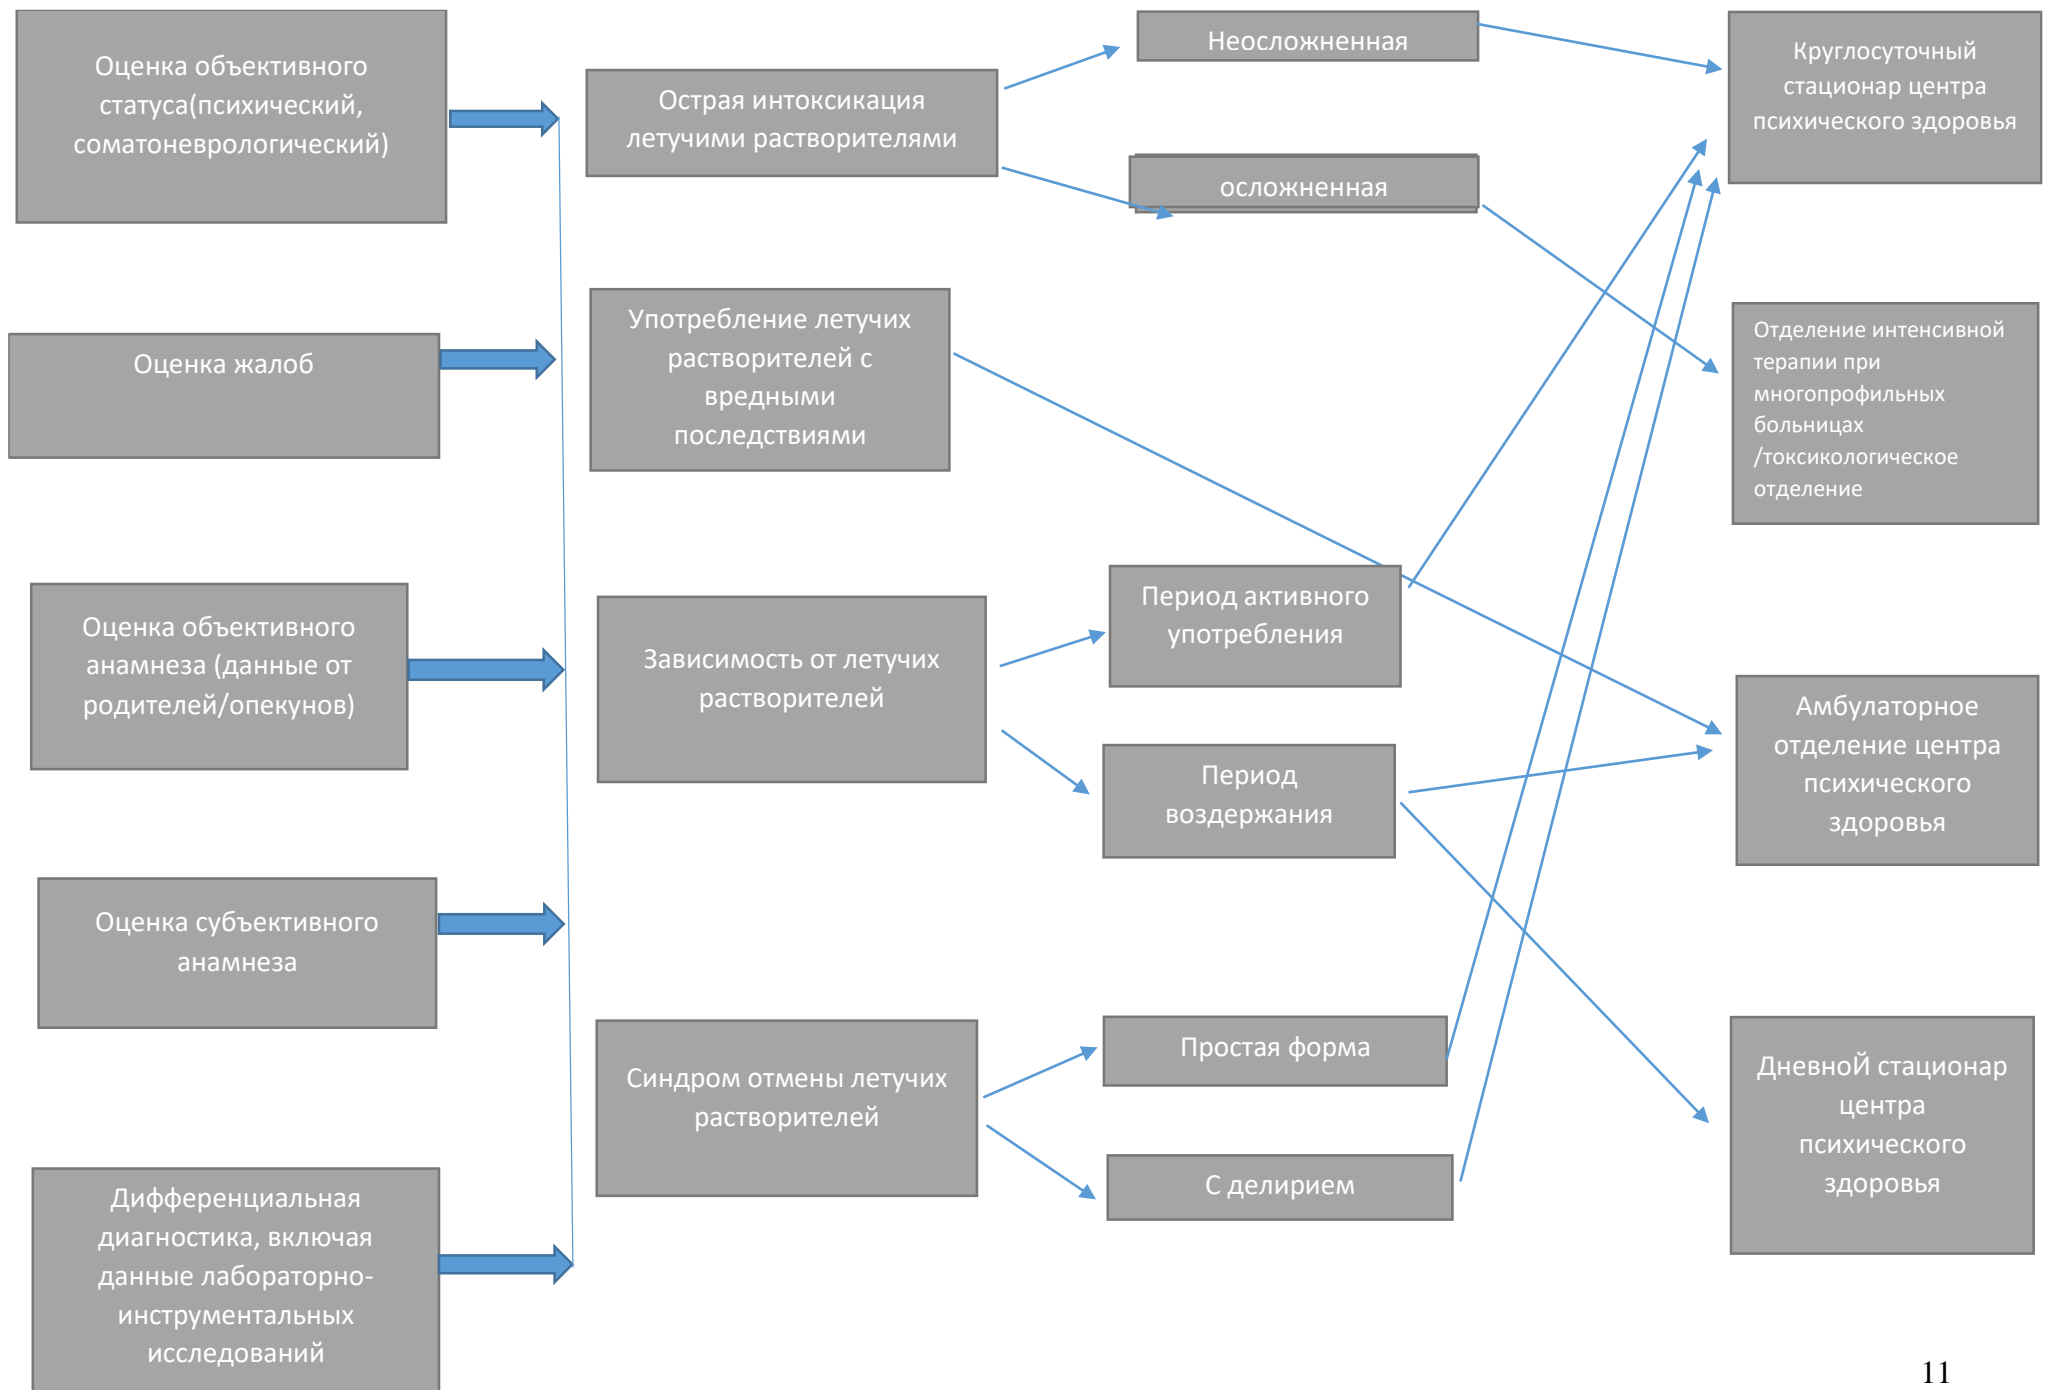 Оценка объективного
статуса(психический,
соматоневрологический)
Оценка жалоб
Оценка объективного
анамнеза (данные от
родителей/опекунов)
Оценка субъективного
анамнеза
Дифференциальная
диагностика, включая
данные лабораторно-
инструментальных
исследований
Острая интоксикация
летучими растворителями
Употребление летучих
растворителей с
вредными
последствиями
Зависимость от летучих
растворителей
Синдром отмены летучих
растворителей
Неосложненная
осложненная
Период активного
употребления
Период
воздержания
Простая форма
С делирием
Круглосуточный
стационар центра
психического здоровья
Отделение интенсивной
терапии при
многопрофильных
больницах
/токсикологическое
отделение
Амбулаторное
отделение центра
психического
здоровья
ДневноЙ стационар
центра
психического
здоровья
11